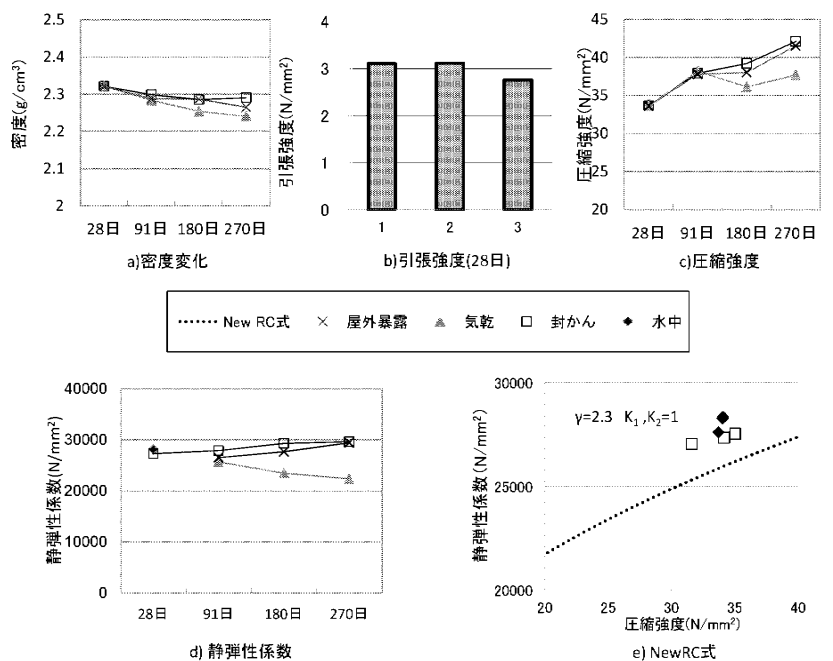 密度(g/cm³)
2.5
2.4
2.3
2.2
2.1
2
28日 91日 180日 270日
a)密度変化
引張強度(N/mm²)
4
3
2
1
0
1 2 3
b)引張強度(28日)
圧縮強度(N/mm²)
45
40
35
30
25
20
28日 91日 180日 270日
c)圧縮強度
New RC式 屋外暴露 気乾 封かん 水中
静弾性係数(N/mm²)
40000
30000
20000
10000
0
28日 91日 180日 270日
d) 静弾性係数
静弾性係数(N/mm²)
30000
25000
20000
γ=2.3 K₁,K₂=1
20 25 30 35 40
圧縮強度(N/mm²)
e) NewRC式